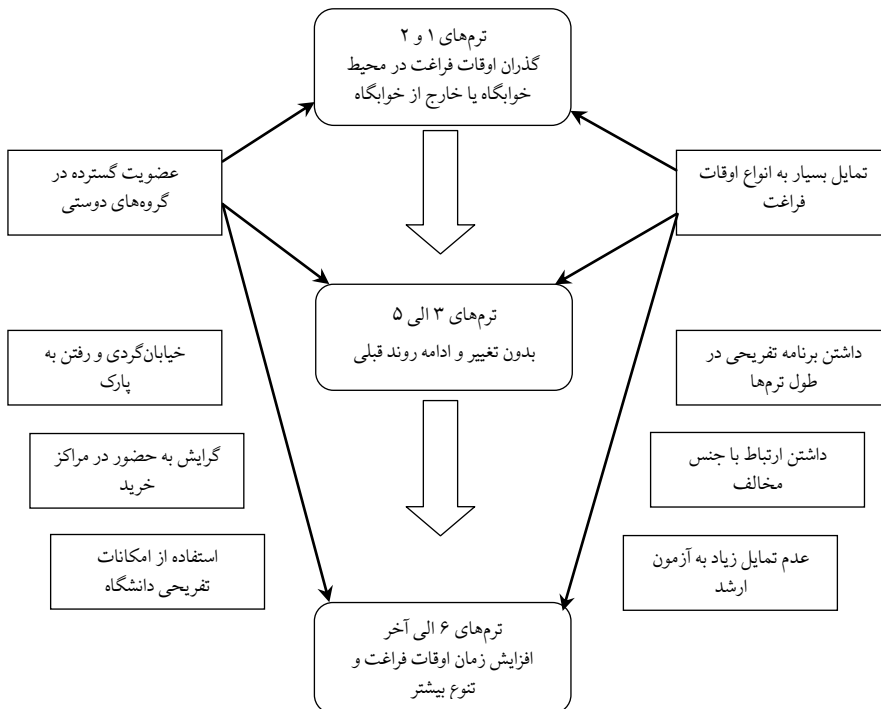 ترم‌های ۱ و ۲
گذران اوقات فراغت در محیط
خوابگاه یا خارج از خوابگاه
تمایل بسیار به انواع اوقات
فراغت
عضویت گسترده در
گروه‌های دوستی
ترم‌های ۳ الی ۵
بدون تغییر و ادامه روند قبلی
داشتن برنامه تفریحی در
طول ترم‌ها
خیابان‌گردی و رفتن به
پارک
داشتن ارتباط با جنس
مخالف
گرایش به حضور در مراکز
خرید
عدم تمایل زیاد به آزمون
ارشد
استفاده از امکانات
تفریحی دانشگاه
ترم‌های ۶ الی آخر
افزایش زمان اوقات فراغت و
تنوع بیشتر